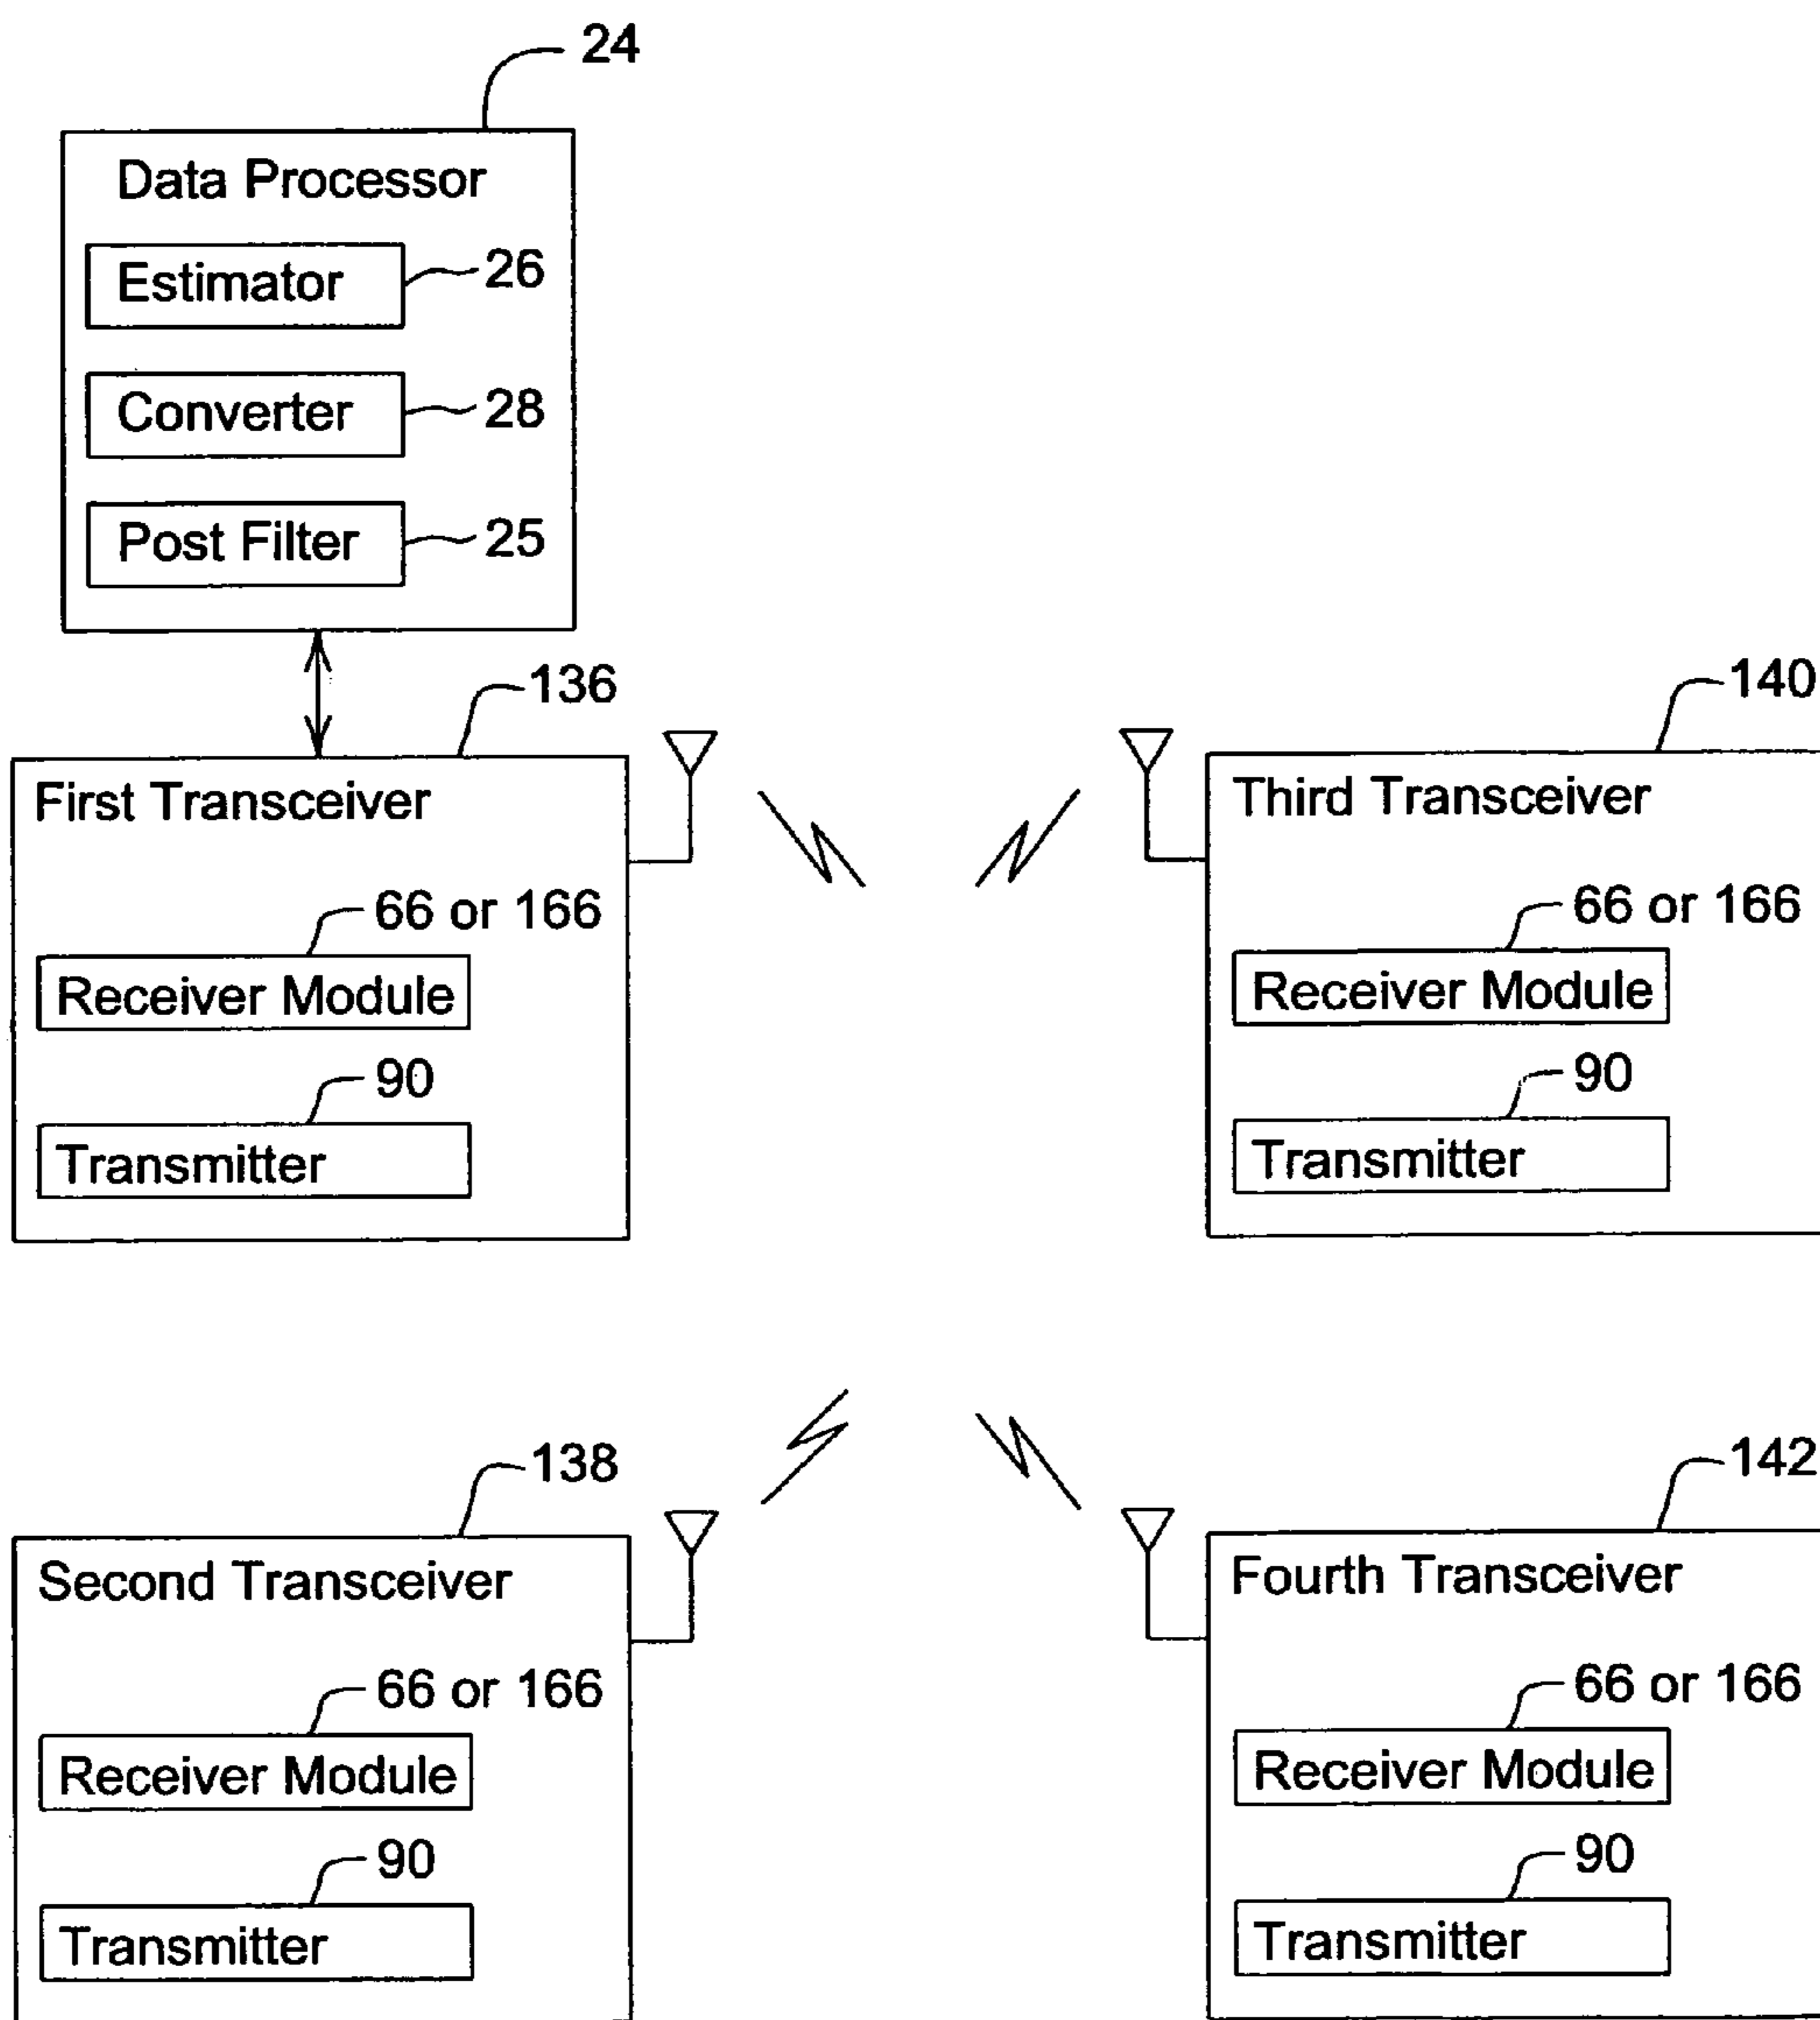 24
Data Processor
Estimator
26
Converter
28
Post Filter
25
136
First Transceiver
66 or 166
Receiver Module
90
Transmitter
140
Third Transceiver
66 or 166
Receiver Module
90
Transmitter
138
Second Transceiver
66 or 166
Receiver Module
90
Transmitter
142
Fourth Transceiver
66 or 166
Receiver Module
90
Transmitter